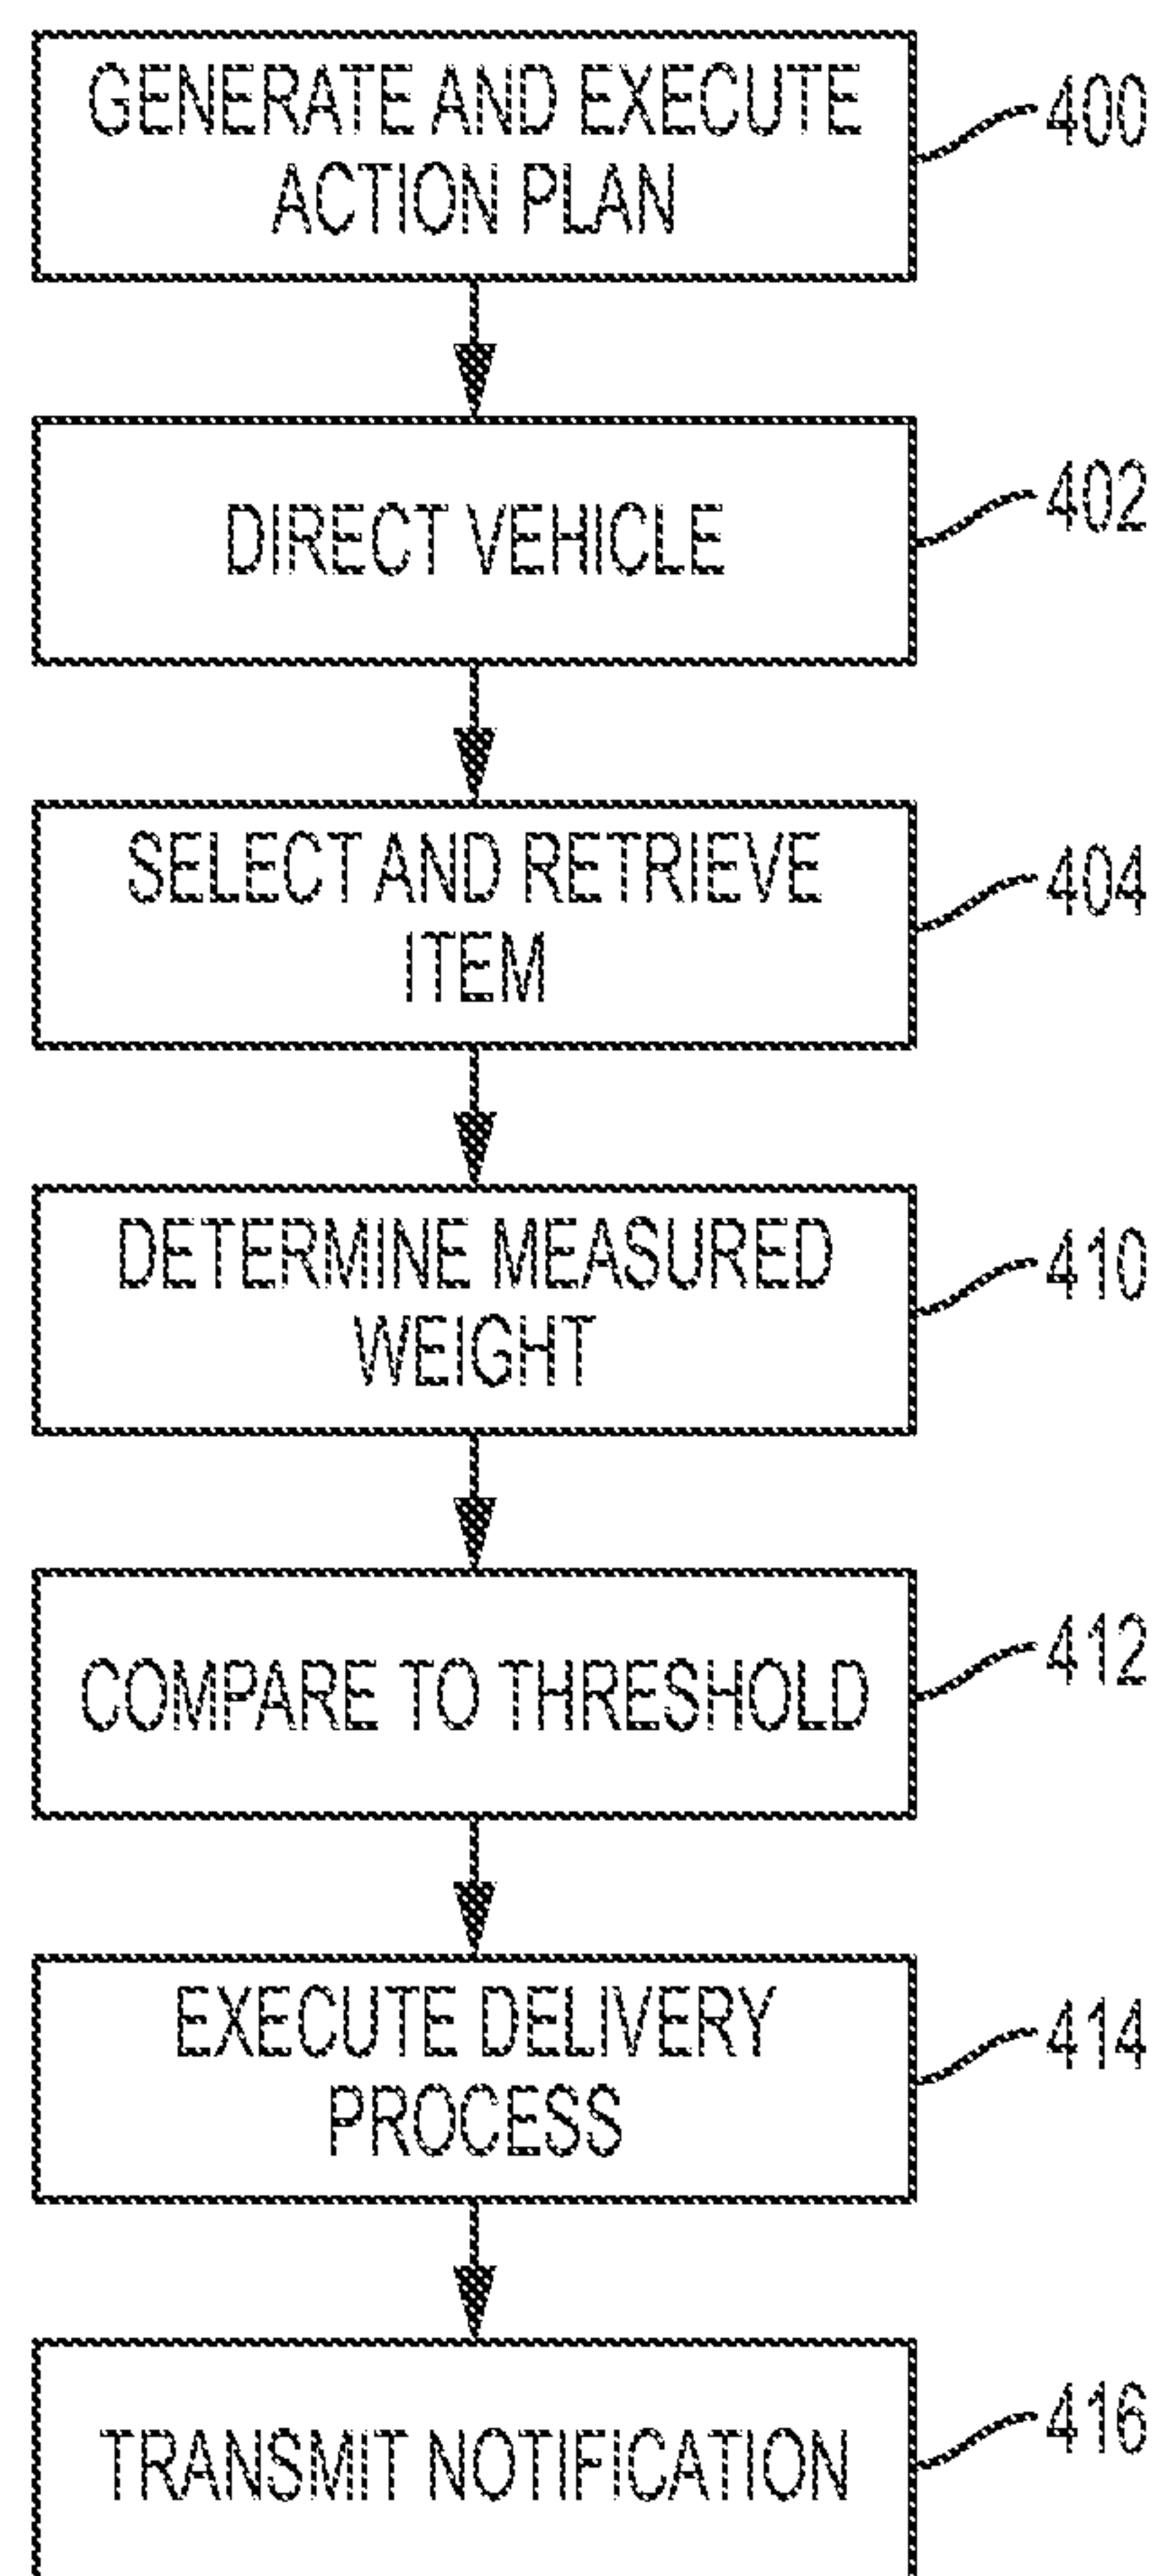 GENERATE AND EXECUTE
ACTION PLAN
400
DIRECT VEHICLE
402
SELECT AND RETRIEVE
ITEM
404
DETERMINE MEASURED
WEIGHT
410
COMPARE TO THRESHOLD
412
EXECUTE DELIVERY
PROCESS
414
TRANSMIT NOTIFICATION
416